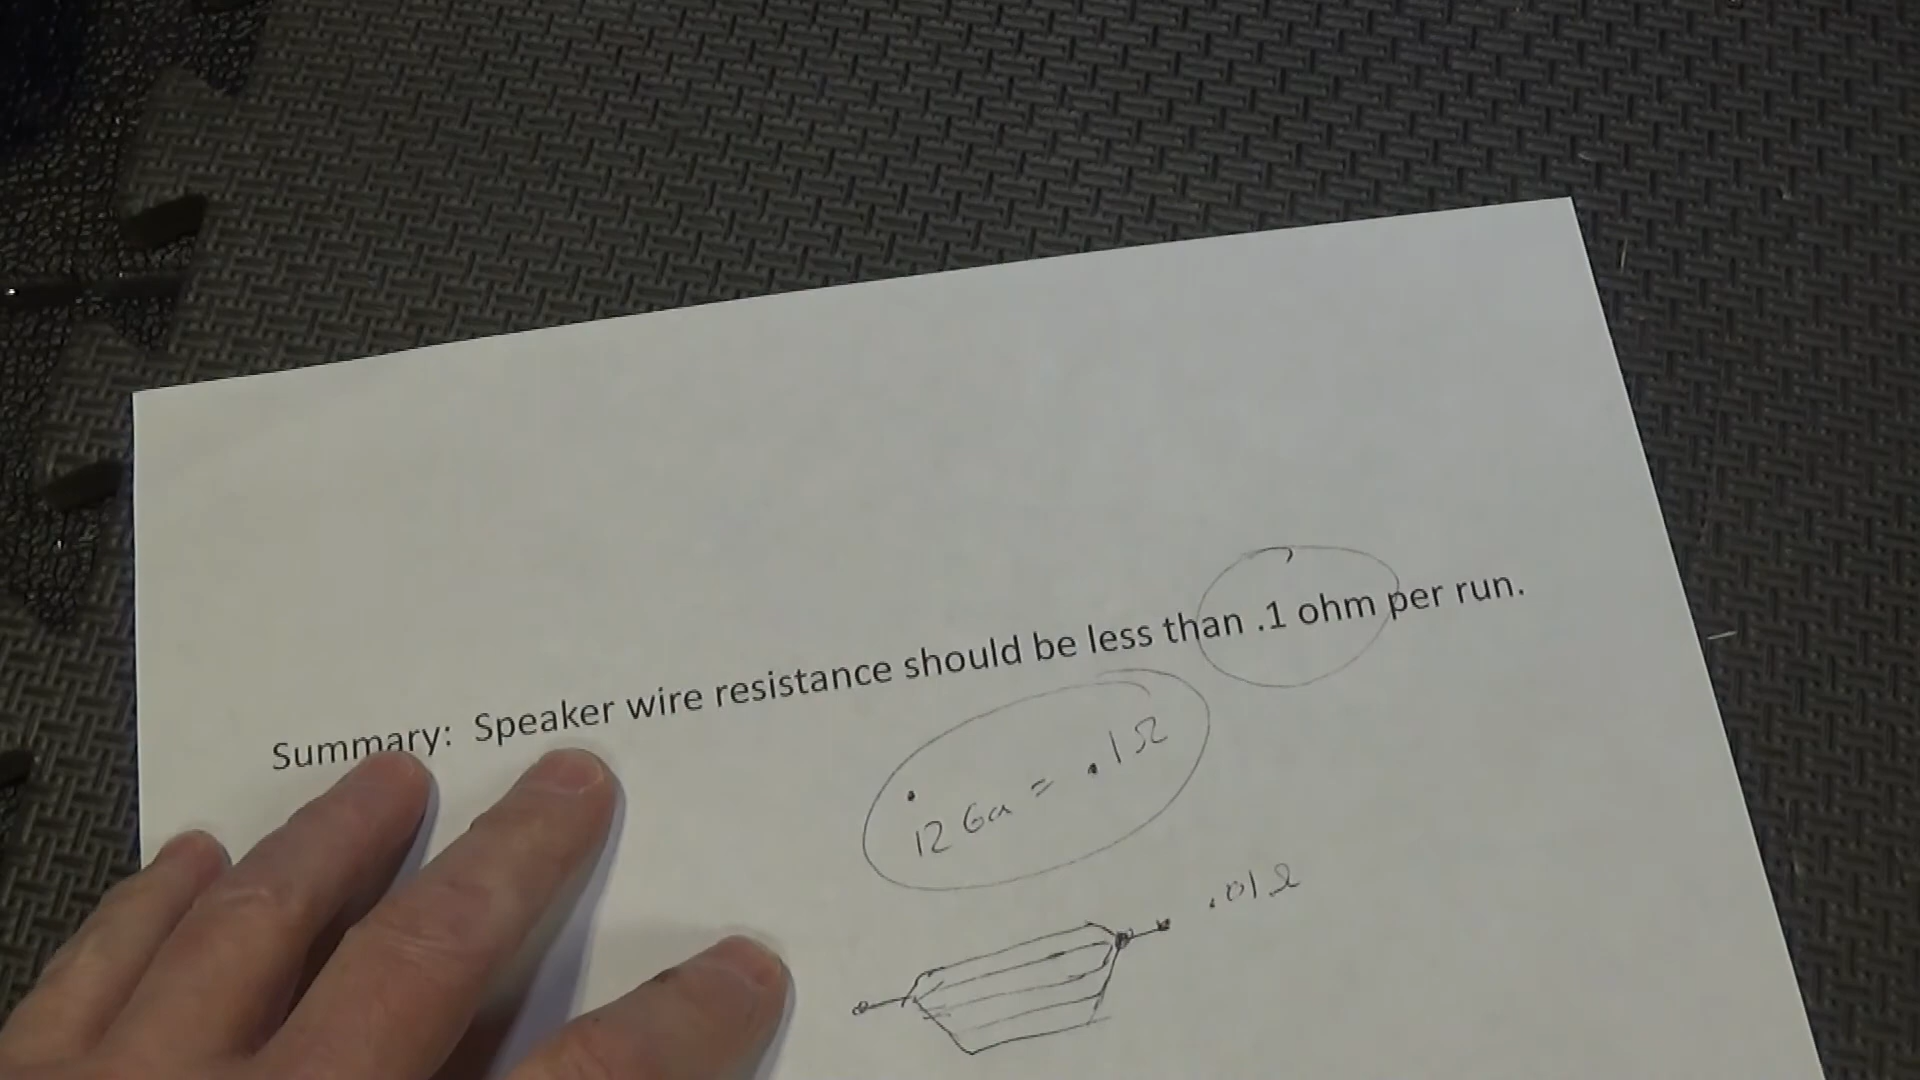 Summary: Speaker wire resistance should be less than .1 ohm per run.
12 Ga = .1Ω
.01Ω